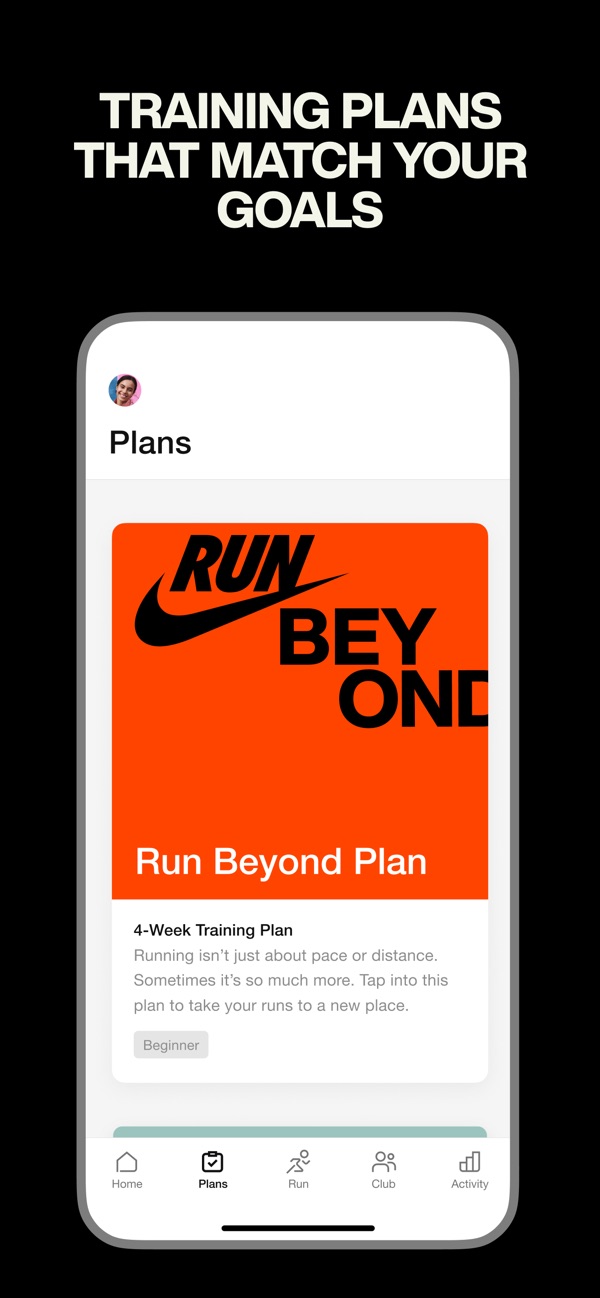 TRAINING PLANS
THAT MATCH YOUR
GOALS
Plans
RUN
BEY
OND
Run Beyond Plan
4-Week Training Plan
Running isn’t just about pace or distance.
Sometimes it’s so much more. Tap into this
plan to take your runs to a new place.
Beginner
Home
Plans
Run
Club
Activity